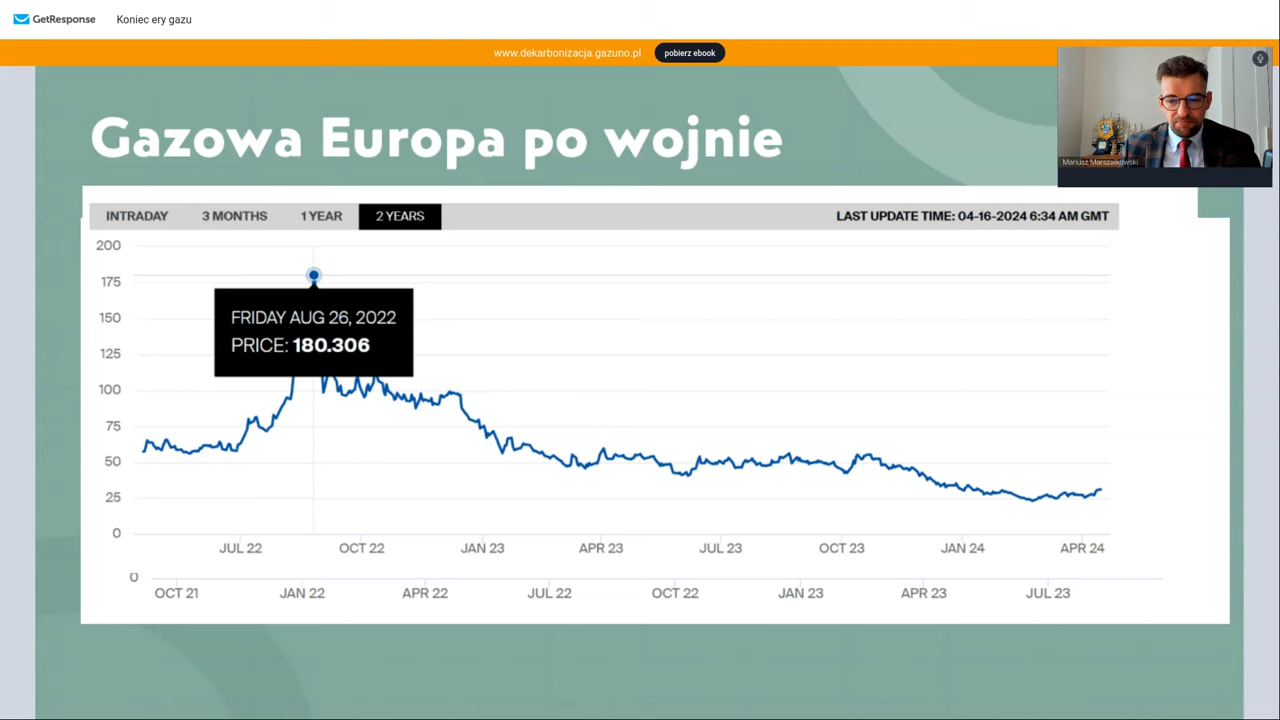 GetResponse
Koniec ery gazu
www.dekarbonizacja.gazuno.pl
pobierz ebook
Mariusz Marszałkowski
Gazowa Europa po wojnie
INTRADAY 3 MONTHS 1 YEAR 2 YEARS LAST UPDATE TIME: 04-16-2024 6:34 AM GMT
200
175
150
125
100
75
50
25
0
FRIDAY AUG 26, 2022
PRICE: 180.306
JUL 22 OCT 22 JAN 23 APR 23 JUL 23 OCT 23 JAN 24 APR 24
0
OCT 21 JAN 22 APR 22 JUL 22 OCT 22 JAN 23 APR 23 JUL 23